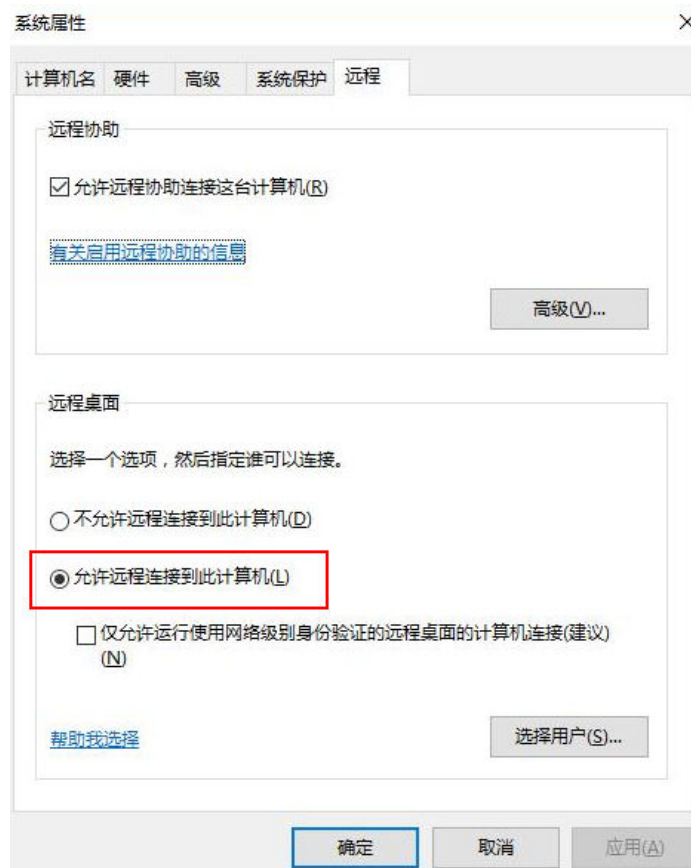 系统属性
计算机名 硬件 高级 系统保护 远程
远程协助
允许远程协助连接这台计算机(R)
有关启用远程协助的信息
高级(V)...
远程桌面
选择一个选项，然后指定谁可以连接。
不允许远程连接到此计算机(D)
允许远程连接到此计算机(L)
仅允许运行使用网络级别身份验证的远程桌面的计算机连接(建议)
(N)
帮助我选择 选择用户(S)...
确定 取消 应用(A)